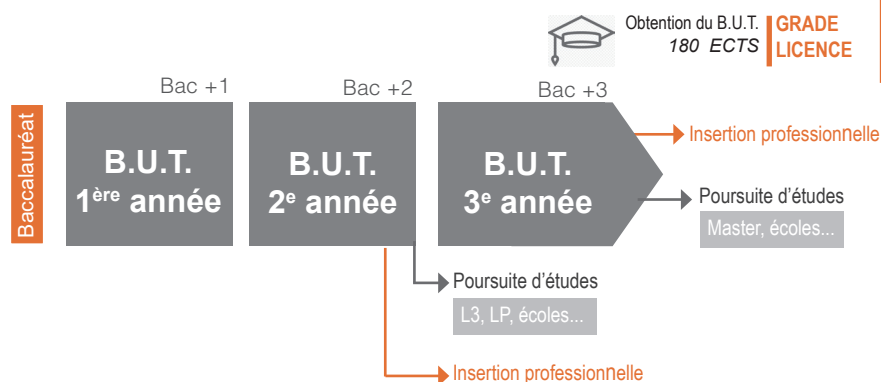 Obtention du B.U.T.
180 ECTS
GRADE
LICENCE
Bac +1
Bac +2
Bac +3
Baccalauréat
B.U.T.
1ère année
B.U.T.
2e année
B.U.T.
3e année
Insertion professionnelle
Poursuite d'études
Master, écoles...
Poursuite d'études
L3, LP, écoles...
Insertion professionnelle